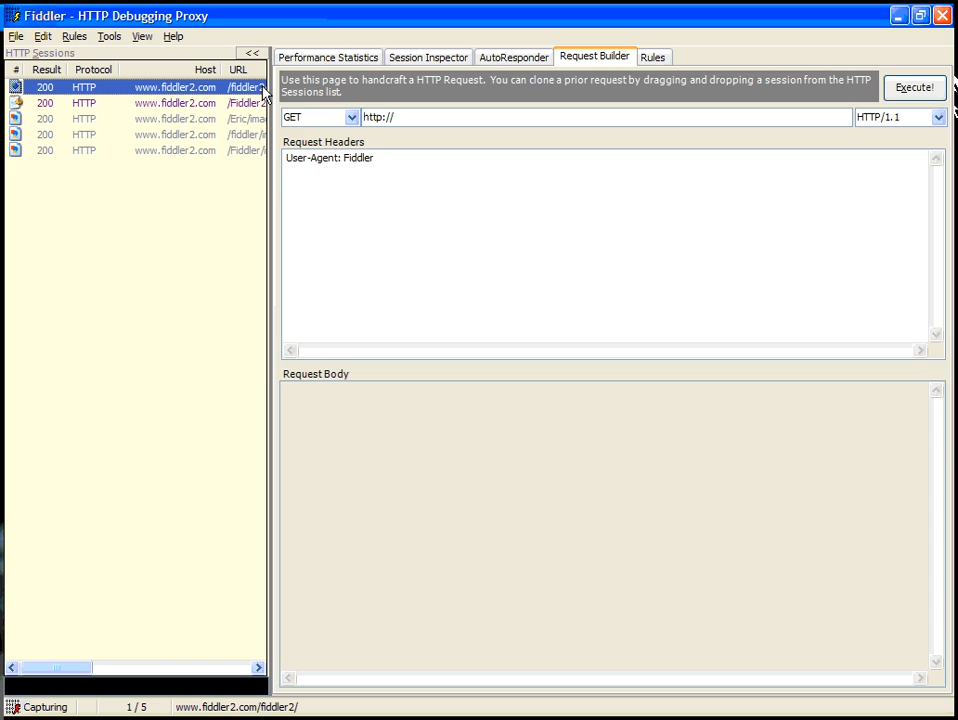 Fiddler - HTTP Debugging Proxy
File Edit Rules Tools View Help
HTTP Sessions <<
# Result Protocol Host URL
200 HTTP www.fiddler2.com /fiddler2
200 HTTP www.fiddler2.com /Fiddler2
200 HTTP www.fiddler2.com /Eric/ima
200 HTTP www.fiddler2.com /fiddler/i
200 HTTP www.fiddler2.com /Fiddler/i
Performance Statistics Session Inspector AutoResponder Request Builder Rules
Use this page to handcraft a HTTP Request. You can clone a prior request by dragging and dropping a session from the HTTP
Sessions list.
Execute!
GET http:// HTTP/1.1
Request Headers
User-Agent: Fiddler
Request Body
Capturing 1 / 5 www.fiddler2.com/fiddler2/